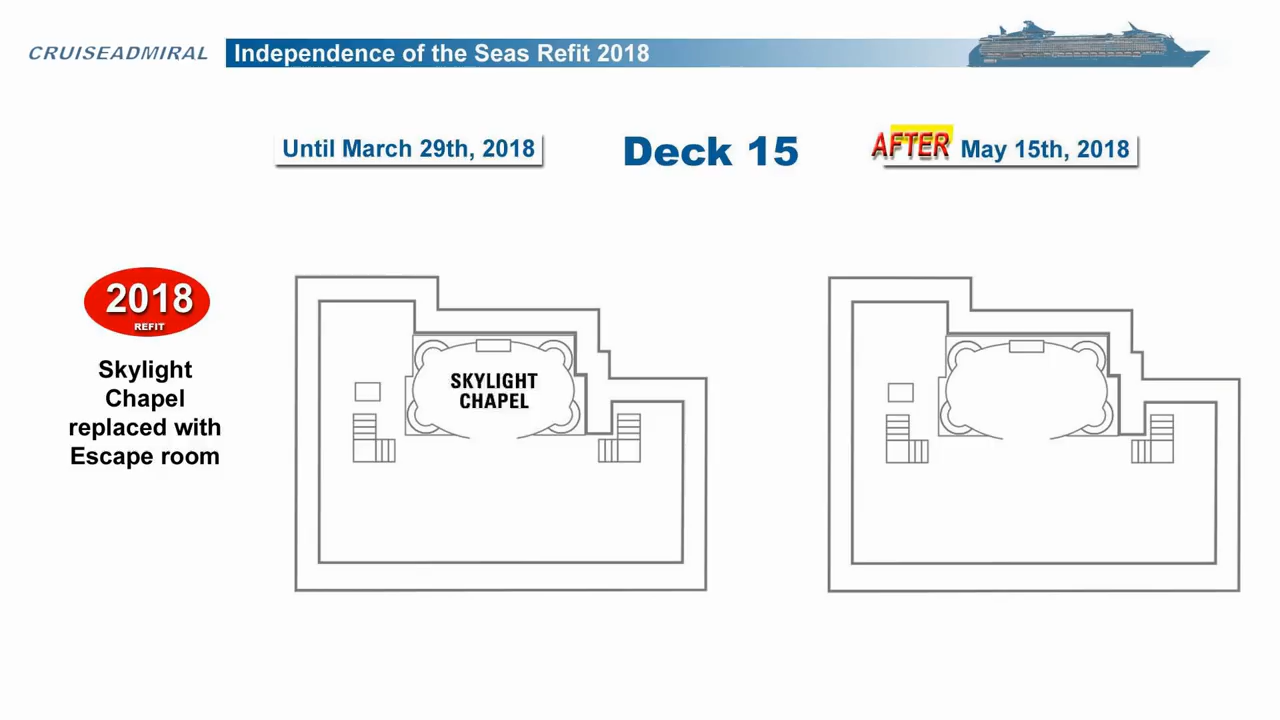 CRUISEADMIRAL
Independence of the Seas Refit 2018
Until March 29th, 2018
Deck 15
AFTER May 15th, 2018
2018
REFIT
Skylight
Chapel
replaced with
Escape room
SKYLIGHT
CHAPEL